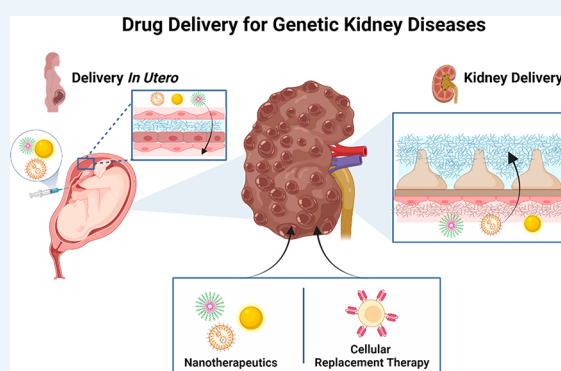 Drug Delivery for Genetic Kidney Diseases
Delivery In Utero
Kidney Delivery
Nanotherapeutics
Cellular
Replacement Therapy